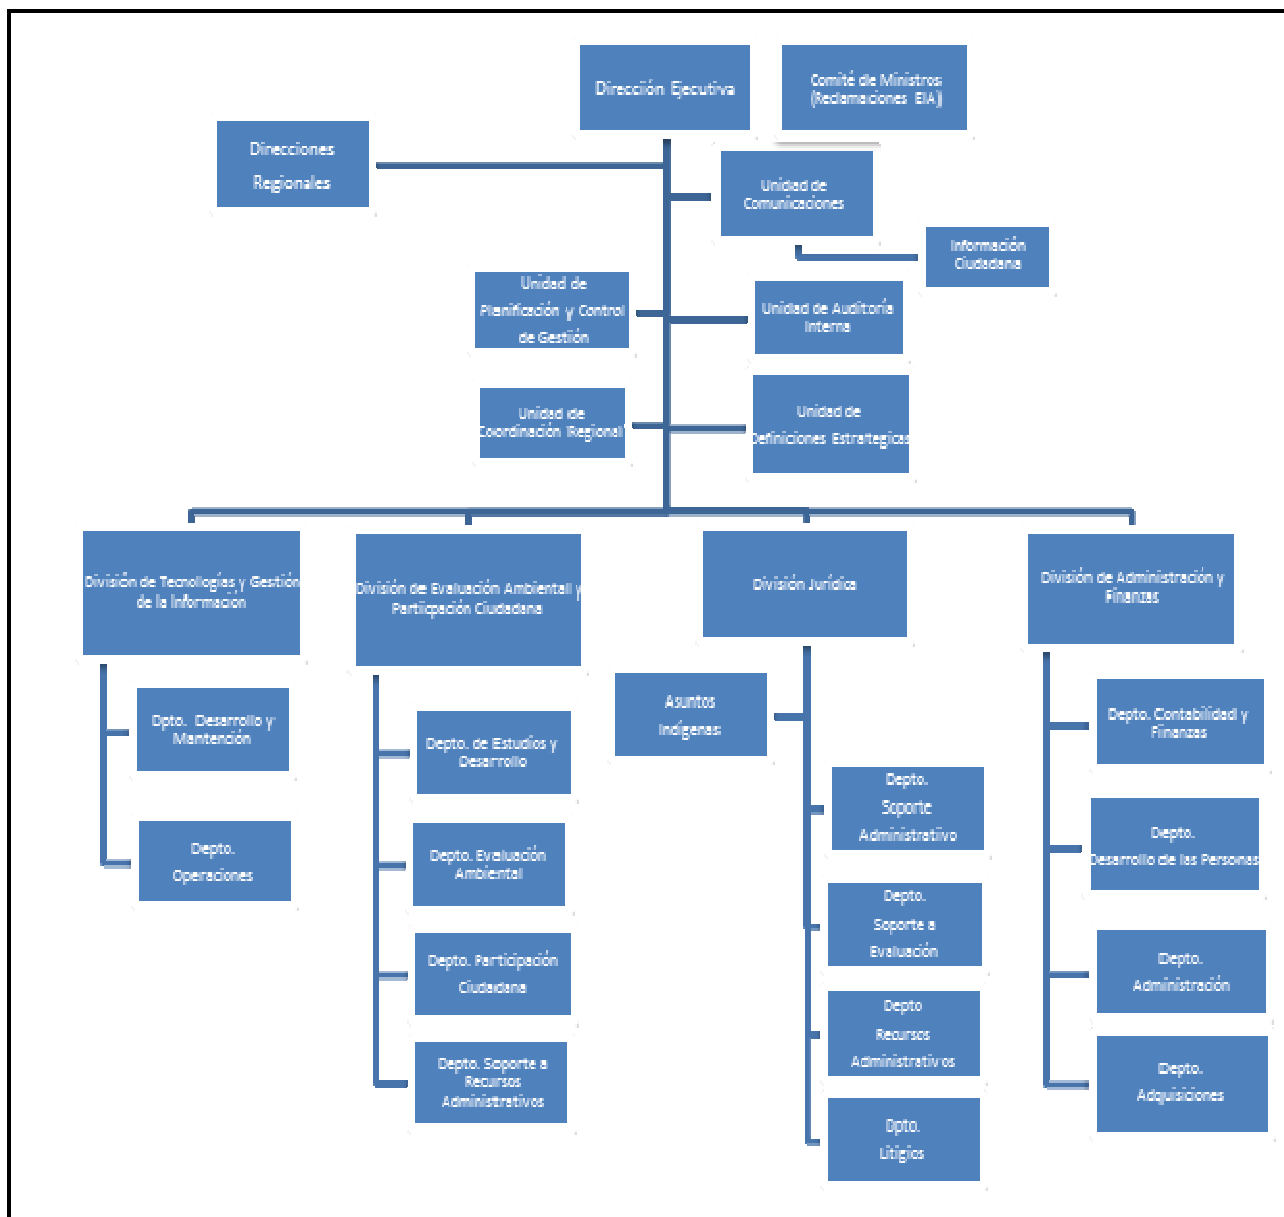 Dirección Ejecutiva
Comité de Ministros
(Reclamaciones EIA)
Direcciones
Regionales
Unidad de
Comunicaciones
Información
Ciudadana
Unidad de
Planificación y Control
de Gestión
Unidad de Auditoría
Interna
Unidad de
Coordinación Regional
Unidad de
Definiciones Estrategicas
División de Tecnologías y Gestión
de la Información
División de Evaluación Ambiental y
Particpación Ciudadana
División Jurídica
División de Administración y
Finanzas
Dpto. Desarrollo y
Mantención
Depto.
Operaciones
Depto. de Estudios y
Desarrollo
Depto. Evaluación
Ambiental
Depto. Participación
Ciudadana
Depto. Soporte a
Recursos
Administrativos
Asuntos
Indígenas
Depto.
Soporte
Administrativo
Depto.
Soporte a
Evaluación
Depto
Recursos
Administrativos
Dpto.
Litigios
Depto. Contabilidad y
Finanzas
Depto.
Desarrollo de las Personas
Depto.
Administración
Depto.
Adquisiciones